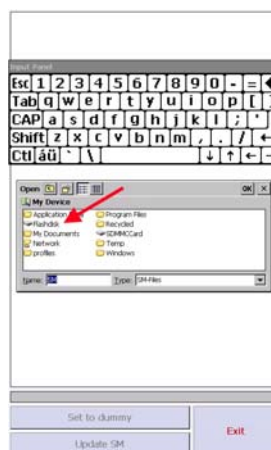 Input Panel
Esc 1 2 3 4 5 6 7 8 9 0 - =
Tab q w e r t y u i o p [ ]
CAP a s d f g h j k l ; '
Shift z x c v b n m , . / ←
Ctl áü ` \ ↓ ↑ ← →
Open OK ×
My Device
Application Program Files
Flashdisk Recycled
My Documents SDMMCCard
Network Temp
profiles Windows
Name: SM Type: SM-Files
Set to dummy
Exit
Update SM